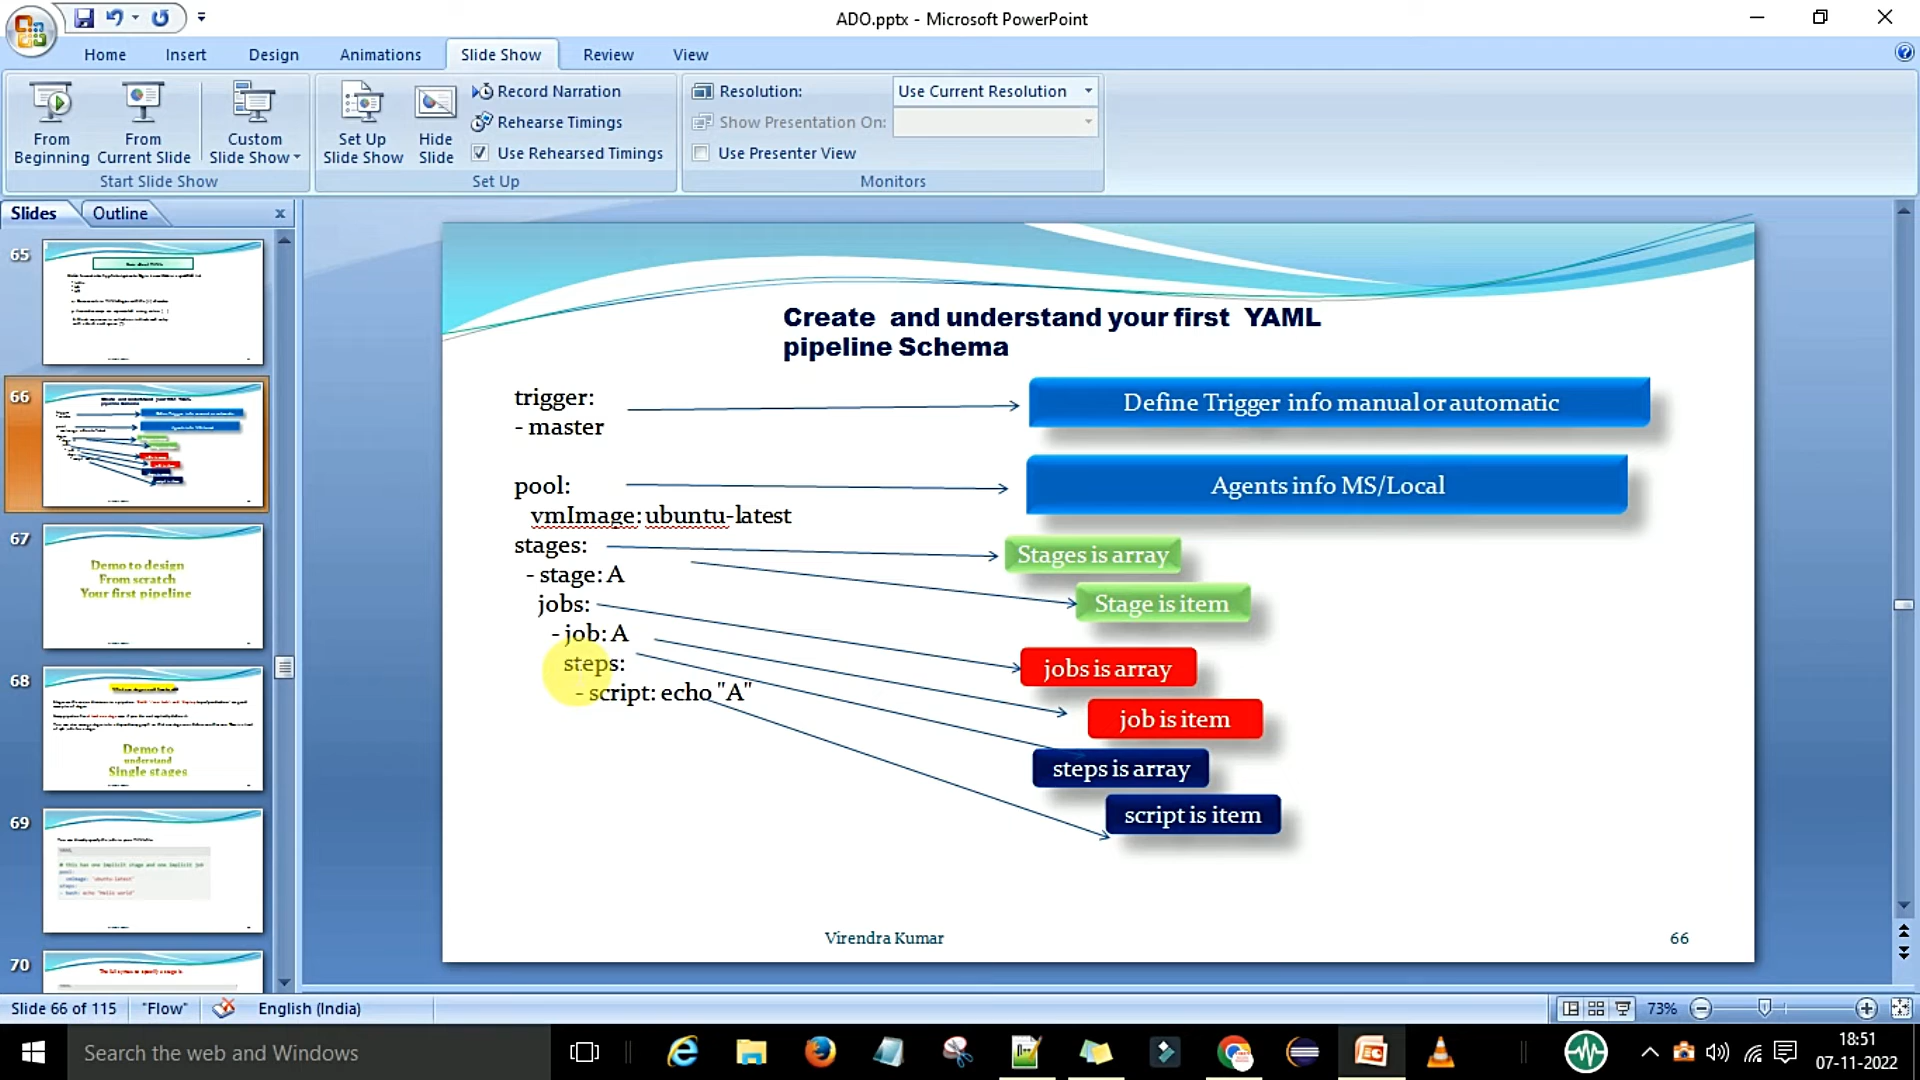 ADO.pptx - Microsoft PowerPoint
Home Insert Design Animations Slide Show Review View
From Beginning
From Current Slide
Custom Slide Show
Start Slide Show
Set Up Slide Show
Hide Slide
Record Narration
Rehearse Timings
Use Rehearsed Timings
Set Up
Resolution: Use Current Resolution
Show Presentation On:
Use Presenter View
Monitors
Slides Outline x
65
66
67
Demo to design
From scratch
Your first pipeline
68
Demo to
understand
Single stages
69
70
Create and understand your first YAML
pipeline Schema
trigger:
- master
pool:
vmImage: ubuntu-latest
stages:
- stage: A
jobs:
- job: A
steps:
- script: echo "A"
Define Trigger info manual or automatic
Agents info MS/Local
Stages is array
Stage is item
jobs is array
job is item
steps is array
script is item
Virendra Kumar
66
Slide 66 of 115 "Flow" English (India) 73%
Search the web and Windows
18:51
07-11-2022